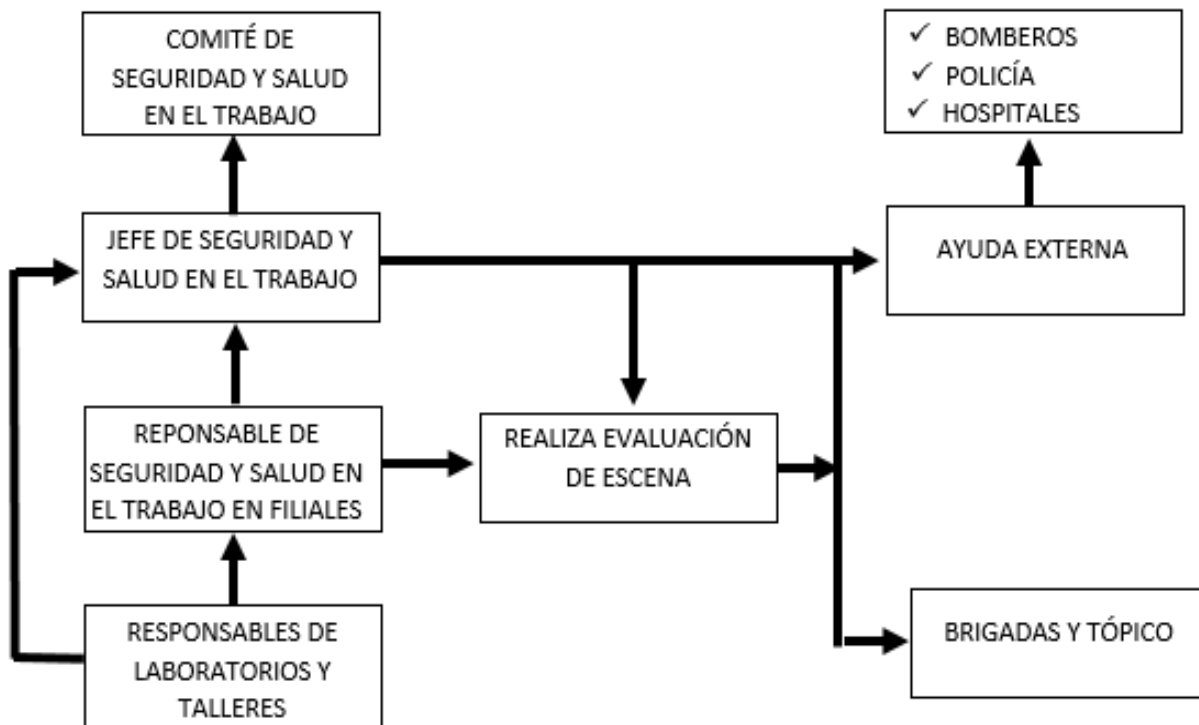 COMITÉ DE
SEGURIDAD Y SALUD
EN EL TRABAJO
✓ BOMBEROS
✓ POLICÍA
✓ HOSPITALES
JEFE DE SEGURIDAD Y
SALUD EN EL TRABAJO
AYUDA EXTERNA
REPONSABLE DE
SEGURIDAD Y SALUD EN
EL TRABAJO EN FILIALES
REALIZA EVALUACIÓN
DE ESCENA
RESPONSABLES DE
LABORATORIOS Y
TALLERES
BRIGADAS Y TÓPICO